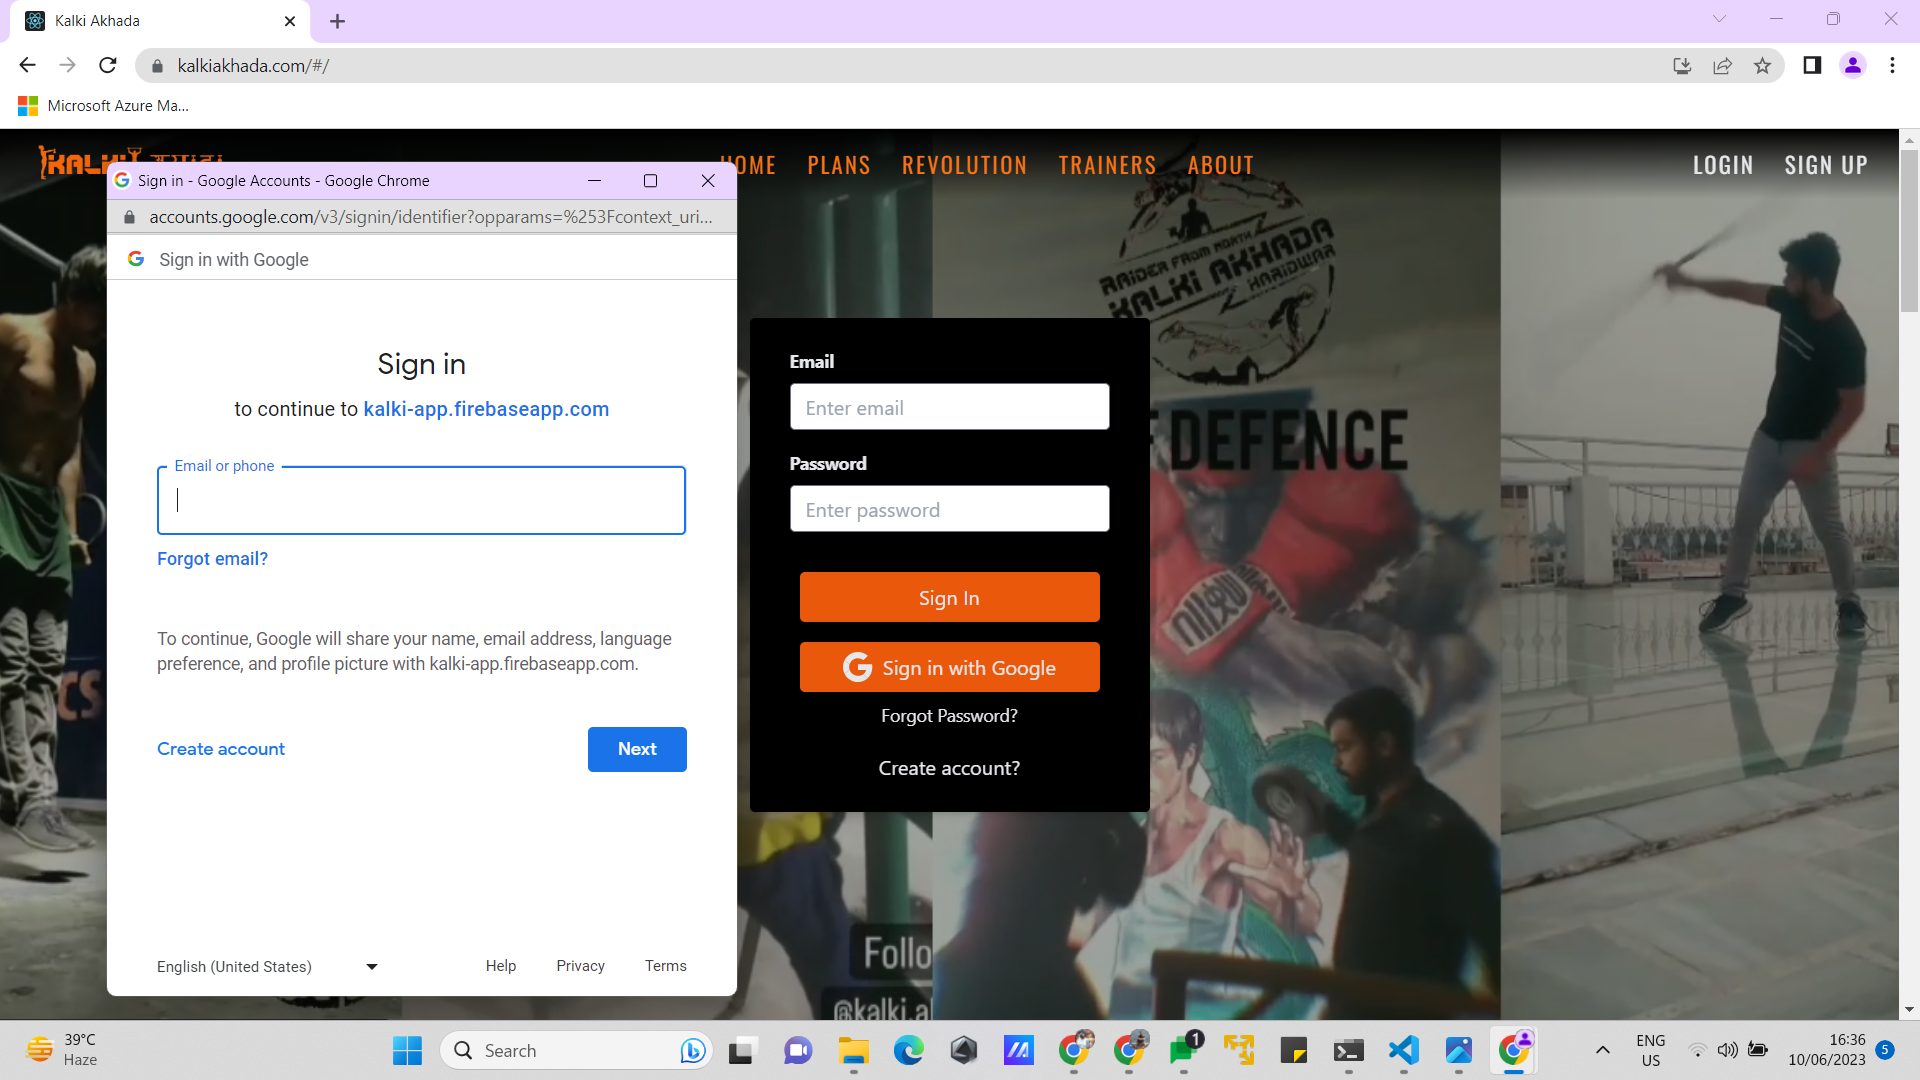 Kalki Akhada
kalkiakhada.com/#/
Microsoft Azure Ma...
HOME PLANS REVOLUTION TRAINERS ABOUT
LOGIN SIGN UP
Sign in - Google Accounts - Google Chrome
accounts.google.com/v3/signin/identifier?opparams=%253Fcontext_uri...
Sign in with Google
Sign in
to continue to kalki-app.firebaseapp.com
Email or phone
Forgot email?
To continue, Google will share your name, email address, language
preference, and profile picture with kalki-app.firebaseapp.com.
Create account
Next
English (United States)
Help Privacy Terms
RAIDER FROM NORTH
KALKI AKHADA
HARIDWAR
DEFENCE
Email
Enter email
Password
Enter password
Sign In
Sign in with Google
Forgot Password?
Create account?
CS
Follo
@kalki.a
39°C
Haze
Search
1
ENG
US
16:36
10/06/2023
5